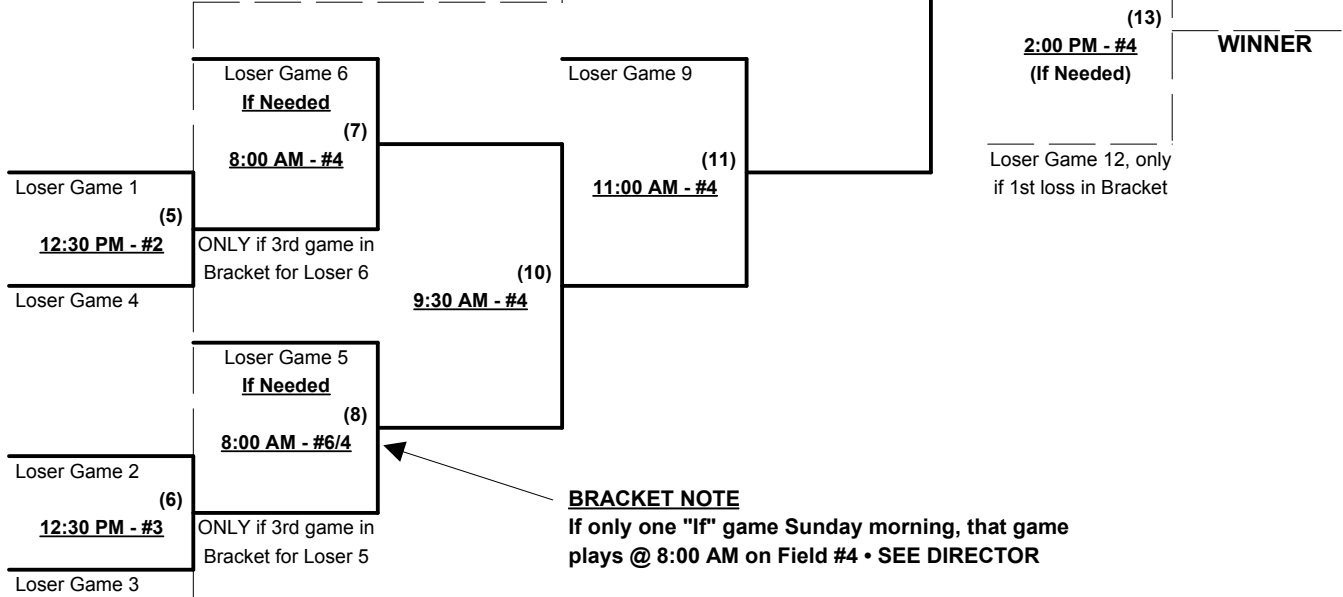 (13)
2:00 PM - #4
(If Needed)
WINNER
Loser Game 12, only
if 1st loss in Bracket
Loser Game 6
If Needed
(7)
8:00 AM - #4
Loser Game 9
(11)
11:00 AM - #4
Loser Game 1
(5)
12:30 PM - #2
Loser Game 4
ONLY if 3rd game in
Bracket for Loser 6
(10)
9:30 AM - #4
Loser Game 5
If Needed
(8)
8:00 AM - #6/4
Loser Game 2
(6)
12:30 PM - #3
Loser Game 3
ONLY if 3rd game in
Bracket for Loser 5
BRACKET NOTE
If only one "If" game Sunday morning, that game
plays @ 8:00 AM on Field #4 • SEE DIRECTOR